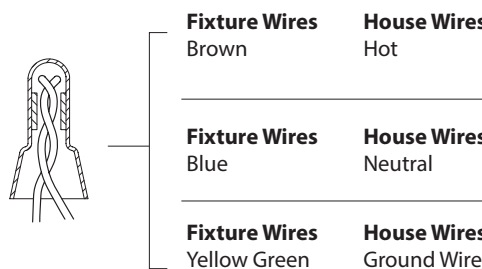 Fixture Wires House Wires
Brown Hot
Fixture Wires House Wires
Blue Neutral
Fixture Wires House Wires
Yellow Green Ground Wire